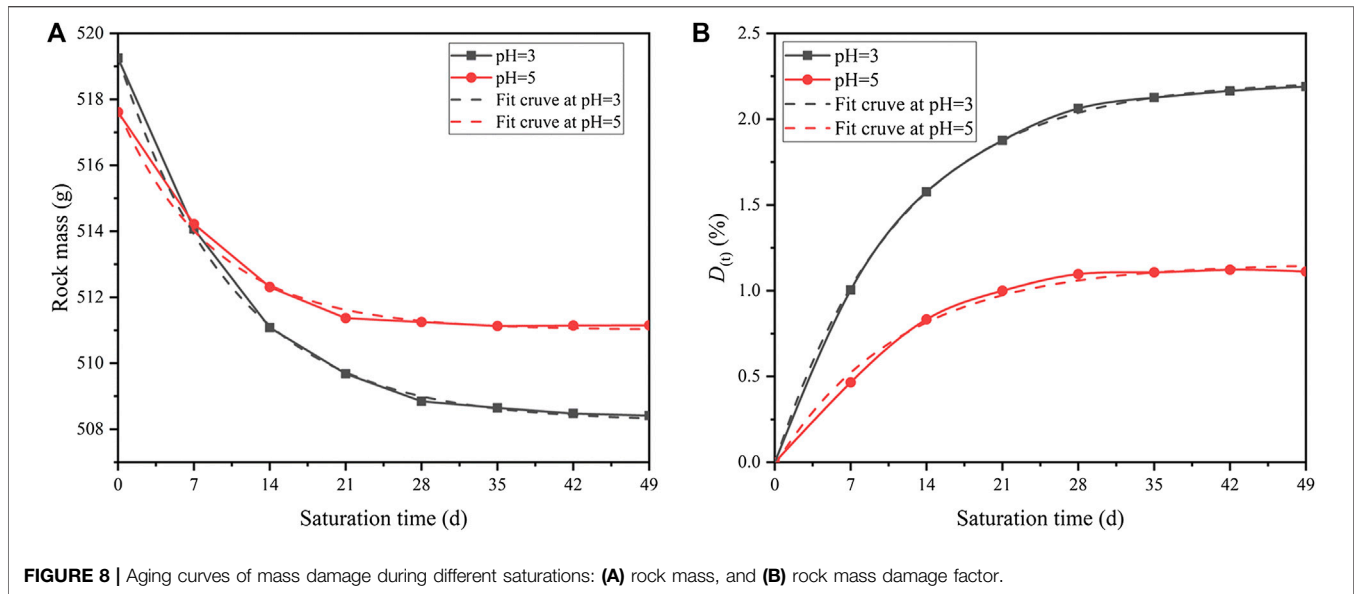 A
520
518
516
514
512
510
508
Rock mass (g)
0 7 14 21 28 35 42 49
Saturation time (d)
pH=3
pH=5
Fit cruve at pH=3
Fit cruve at pH=5
B
2.5
2.0
1.5
1.0
0.5
0.0
D(t) (%)
0 7 14 21 28 35 42 49
Saturation time (d)
pH=3
pH=5
Fit cruve at pH=3
Fit cruve at pH=5
FIGURE 8 | Aging curves of mass damage during different saturations: (A) rock mass, and (B) rock mass damage factor.